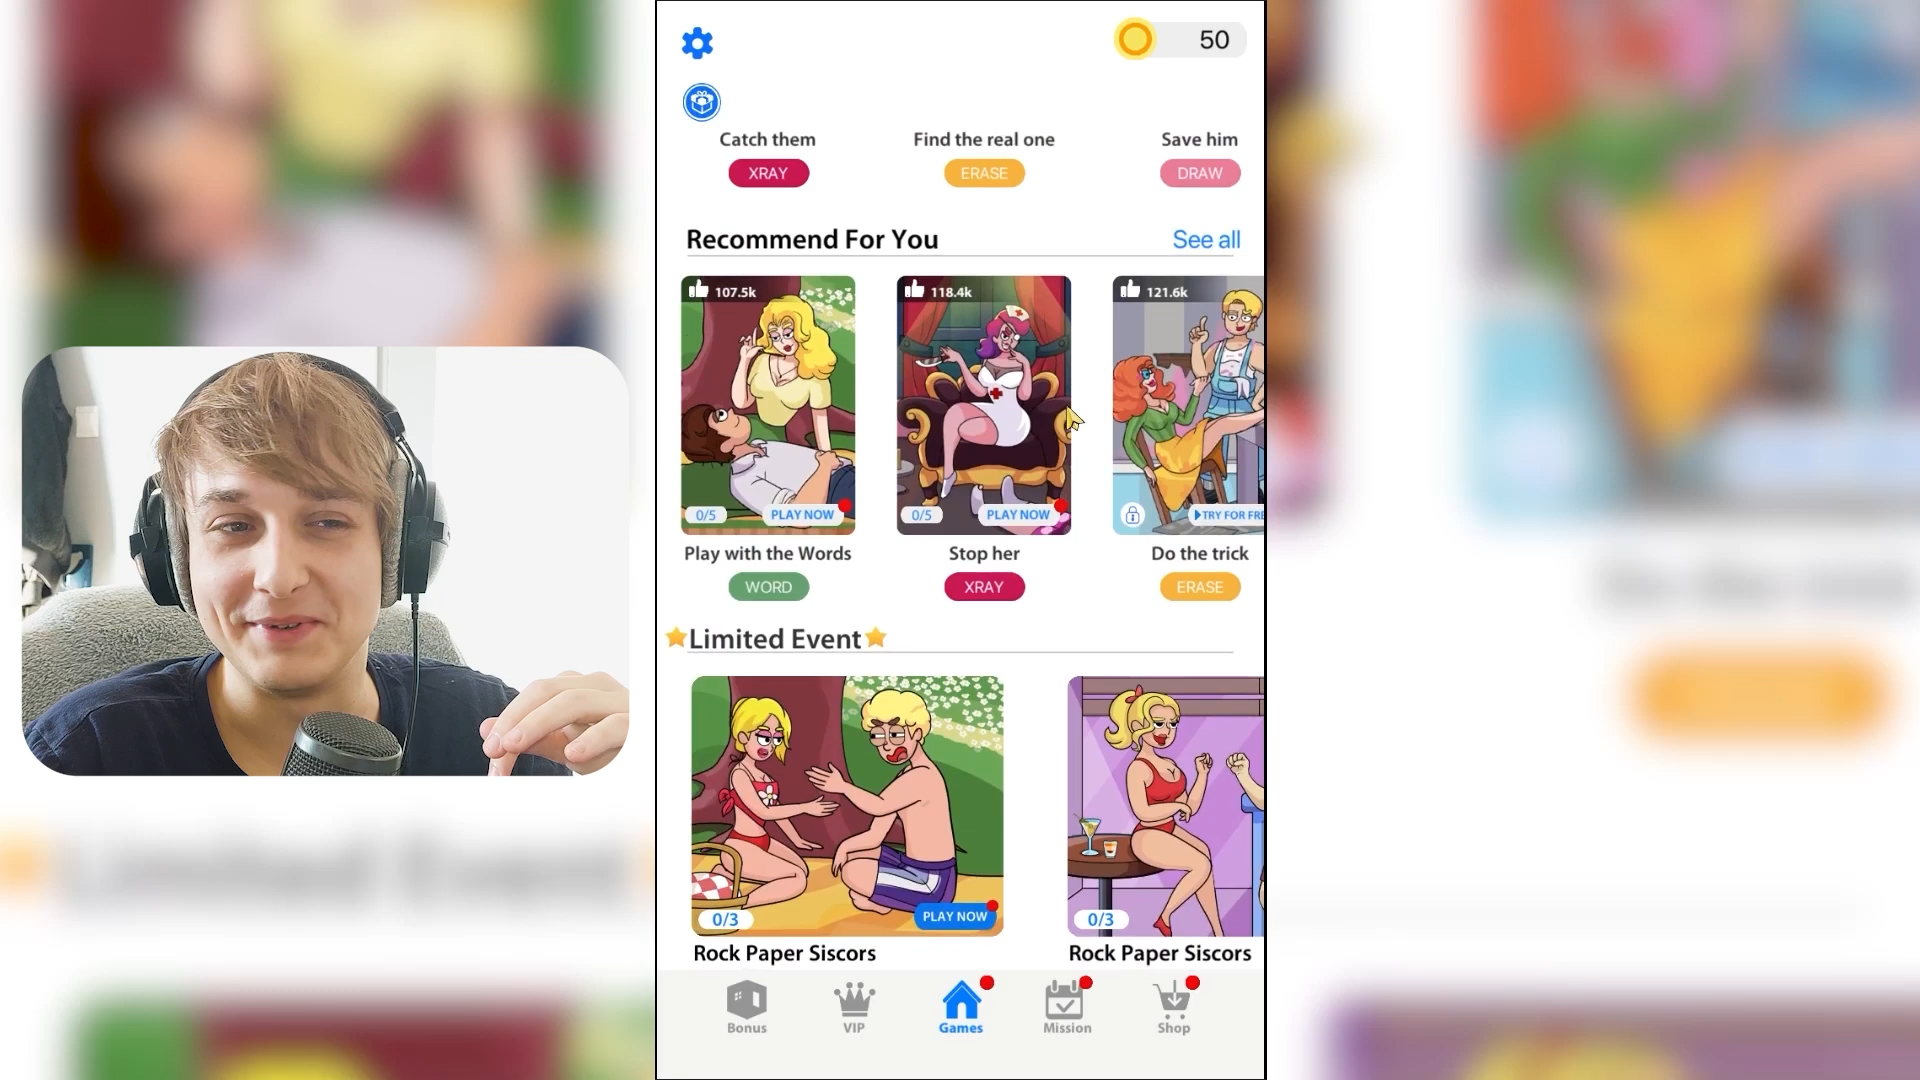 50
Catch them
Find the real one
Save him
XRAY
ERASE
DRAW
Recommend For You
See all
107.5k
118.4k
121.6k
0/5
PLAY NOW
0/5
PLAY NOW
TRY FOR FRE
Play with the Words
Stop her
Do the trick
WORD
XRAY
ERASE
Limited Event
0/3
PLAY NOW
0/3
Rock Paper Siscors
Rock Paper Siscors
Bonus
VIP
Games
Mission
Shop